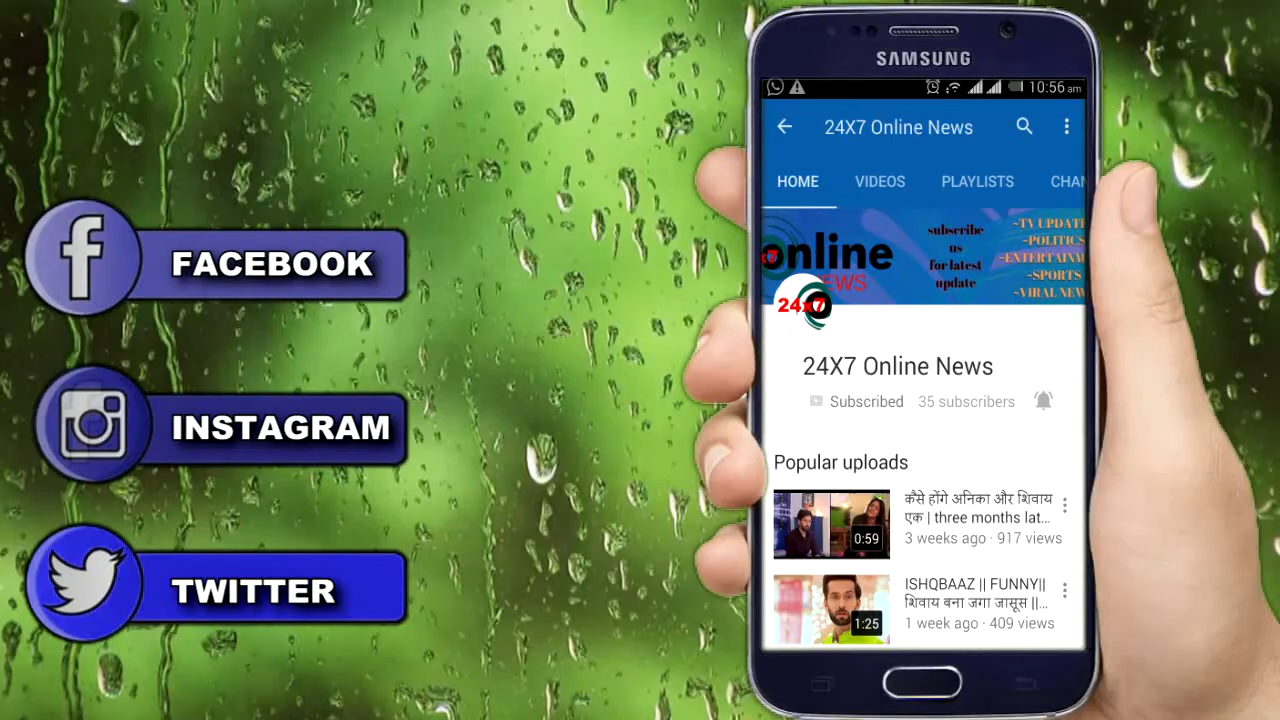 FACEBOOK
INSTAGRAM
TWITTER
SAMSUNG
10:56 am
24X7 Online News
HOME VIDEOS PLAYLISTS CHAN
online
NEWS
subscribe
us
for latest
update
~TV UPDATE
~POLITICS
~ENTERTAINM
~SPORTS
~VIRAL NEW
24x7
24X7 Online News
Subscribed 35 subscribers
Popular uploads
0:59
कैसे होंगे अनिका और शिवाय
एक | three months lat...
3 weeks ago · 917 views
1:25
ISHQBAAZ || FUNNY||
शिवाय बना जगा जासूस ||...
1 week ago · 409 views